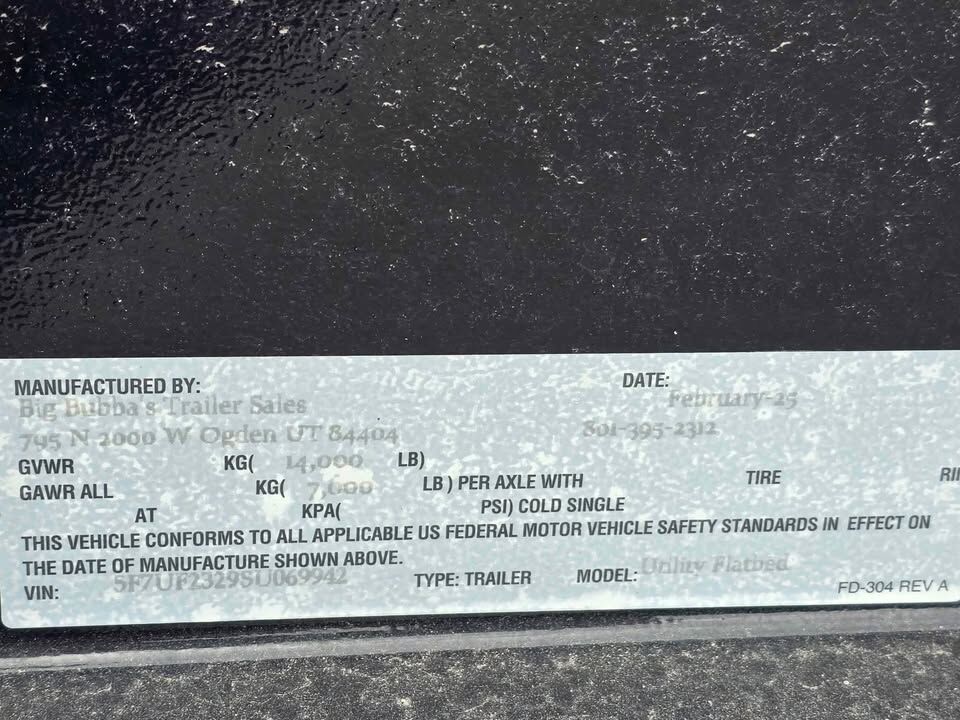 MANUFACTURED BY: DATE:
Big Bubba's Trailer Sales February-25
795 N 2000 W Ogden UT 84404 801-395-2312
GVWR KG( 14,000 LB)
GAWR ALL KG( 7,000 LB ) PER AXLE WITH TIRE
AT KPA( PSI) COLD SINGLE
THIS VEHICLE CONFORMS TO ALL APPLICABLE US FEDERAL MOTOR VEHICLE SAFETY STANDARDS IN EFFECT ON
THE DATE OF MANUFACTURE SHOWN ABOVE.
VIN: 5F7UF2329SU069942 TYPE: TRAILER MODEL: Utility Flatbed
FD-304 REV A